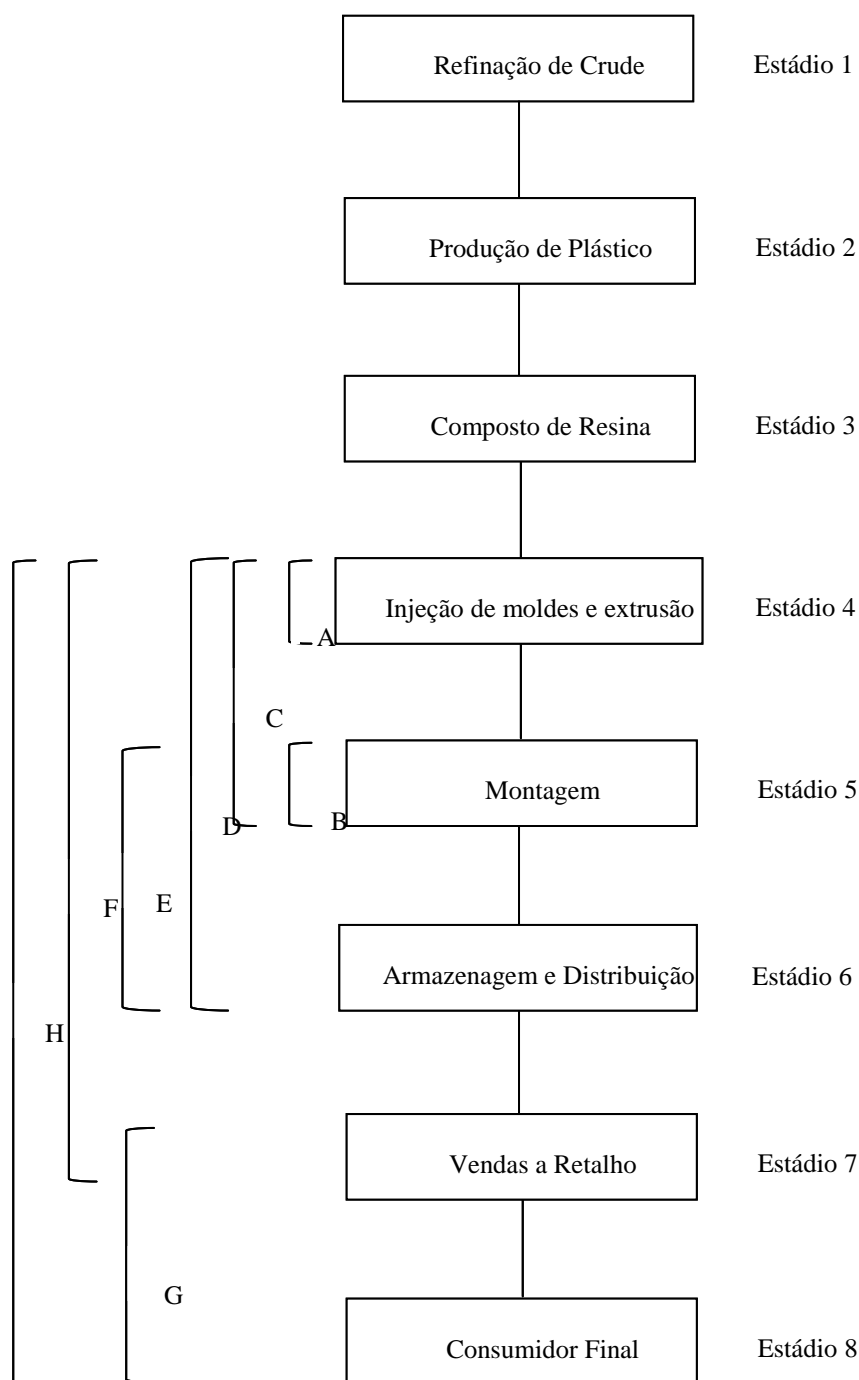 Refinação de Crude Estádio 1
Produção de Plástico Estádio 2
Composto de Resina Estádio 3
Injeção de moldes e extrusão Estádio 4
A
C
Montagem Estádio 5
D B
F E
Armazenagem e Distribuição Estádio 6
H
Vendas a Retalho Estádio 7
G
Consumidor Final Estádio 8